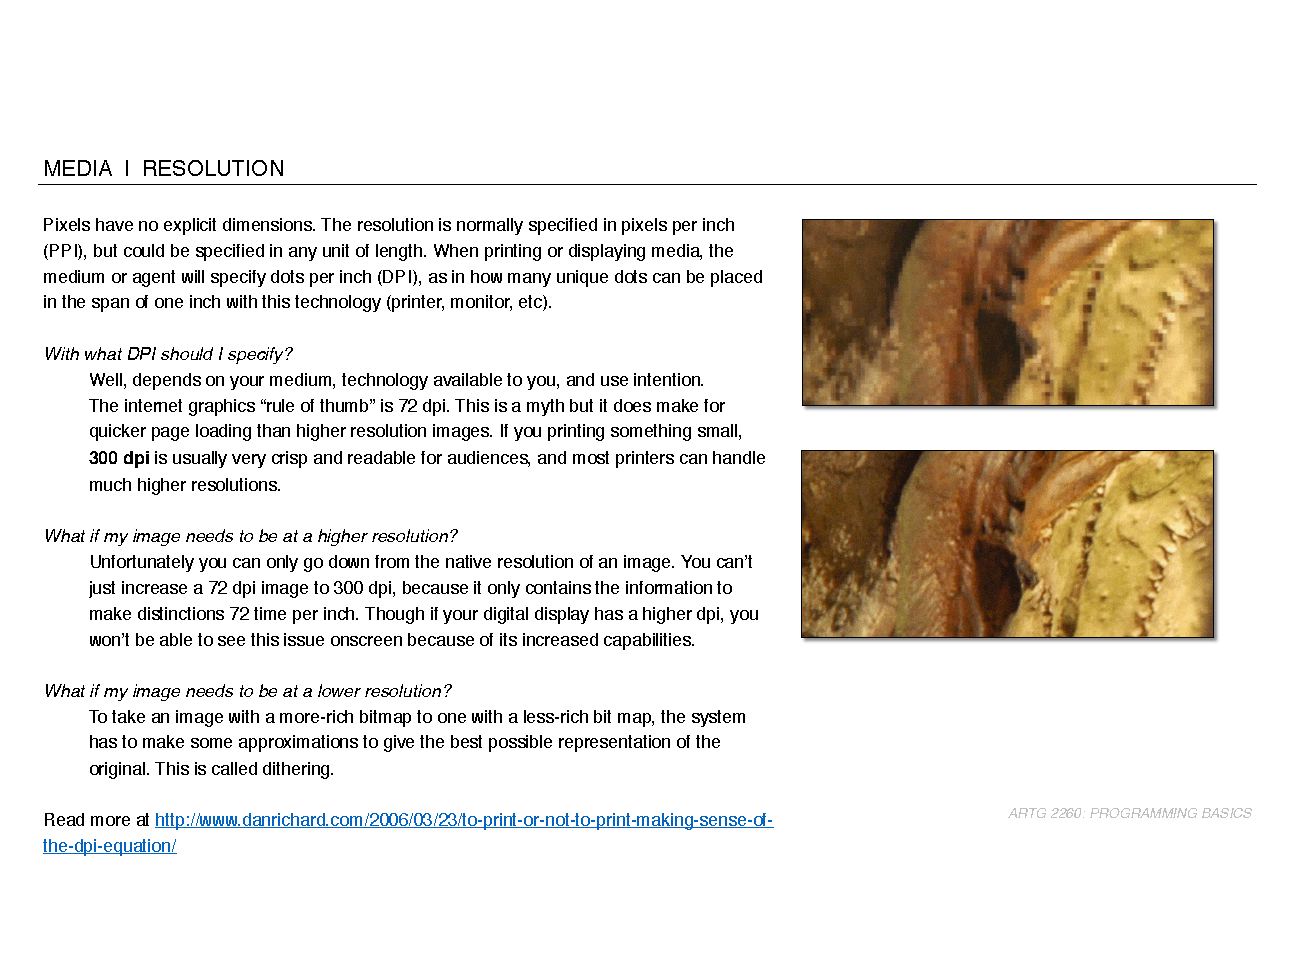 MEDIA I RESOLUTION
Pixels have no explicit dimensions. The resolution is normally specified in pixels per inch
(PPI), but could be specified in any unit of length. When printing or displaying media, the
medium or agent will specify dots per inch (DPI), as in how many unique dots can be placed
in the span of one inch with this technology (printer, monitor, etc).
With what DPI should I specify?
Well, depends on your medium, technology available to you, and use intention.
The internet graphics “rule of thumb” is 72 dpi. This is a myth but it does make for
quicker page loading than higher resolution images. If you printing something small,
300 dpi is usually very crisp and readable for audiences, and most printers can handle
much higher resolutions.
What if my image needs to be at a higher resolution?
Unfortunately you can only go down from the native resolution of an image. You can’t
just increase a 72 dpi image to 300 dpi, because it only contains the information to
make distinctions 72 time per inch. Though if your digital display has a higher dpi, you
won’t be able to see this issue onscreen because of its increased capabilities.
What if my image needs to be at a lower resolution?
To take an image with a more-rich bitmap to one with a less-rich bit map, the system
has to make some approximations to give the best possible representation of the
original. This is called dithering.
Read more at http://www.danrichard.com/2006/03/23/to-print-or-not-to-print-making-sense-of-
the-dpi-equation/
ARTG 2260: PROGRAMMING BASICS